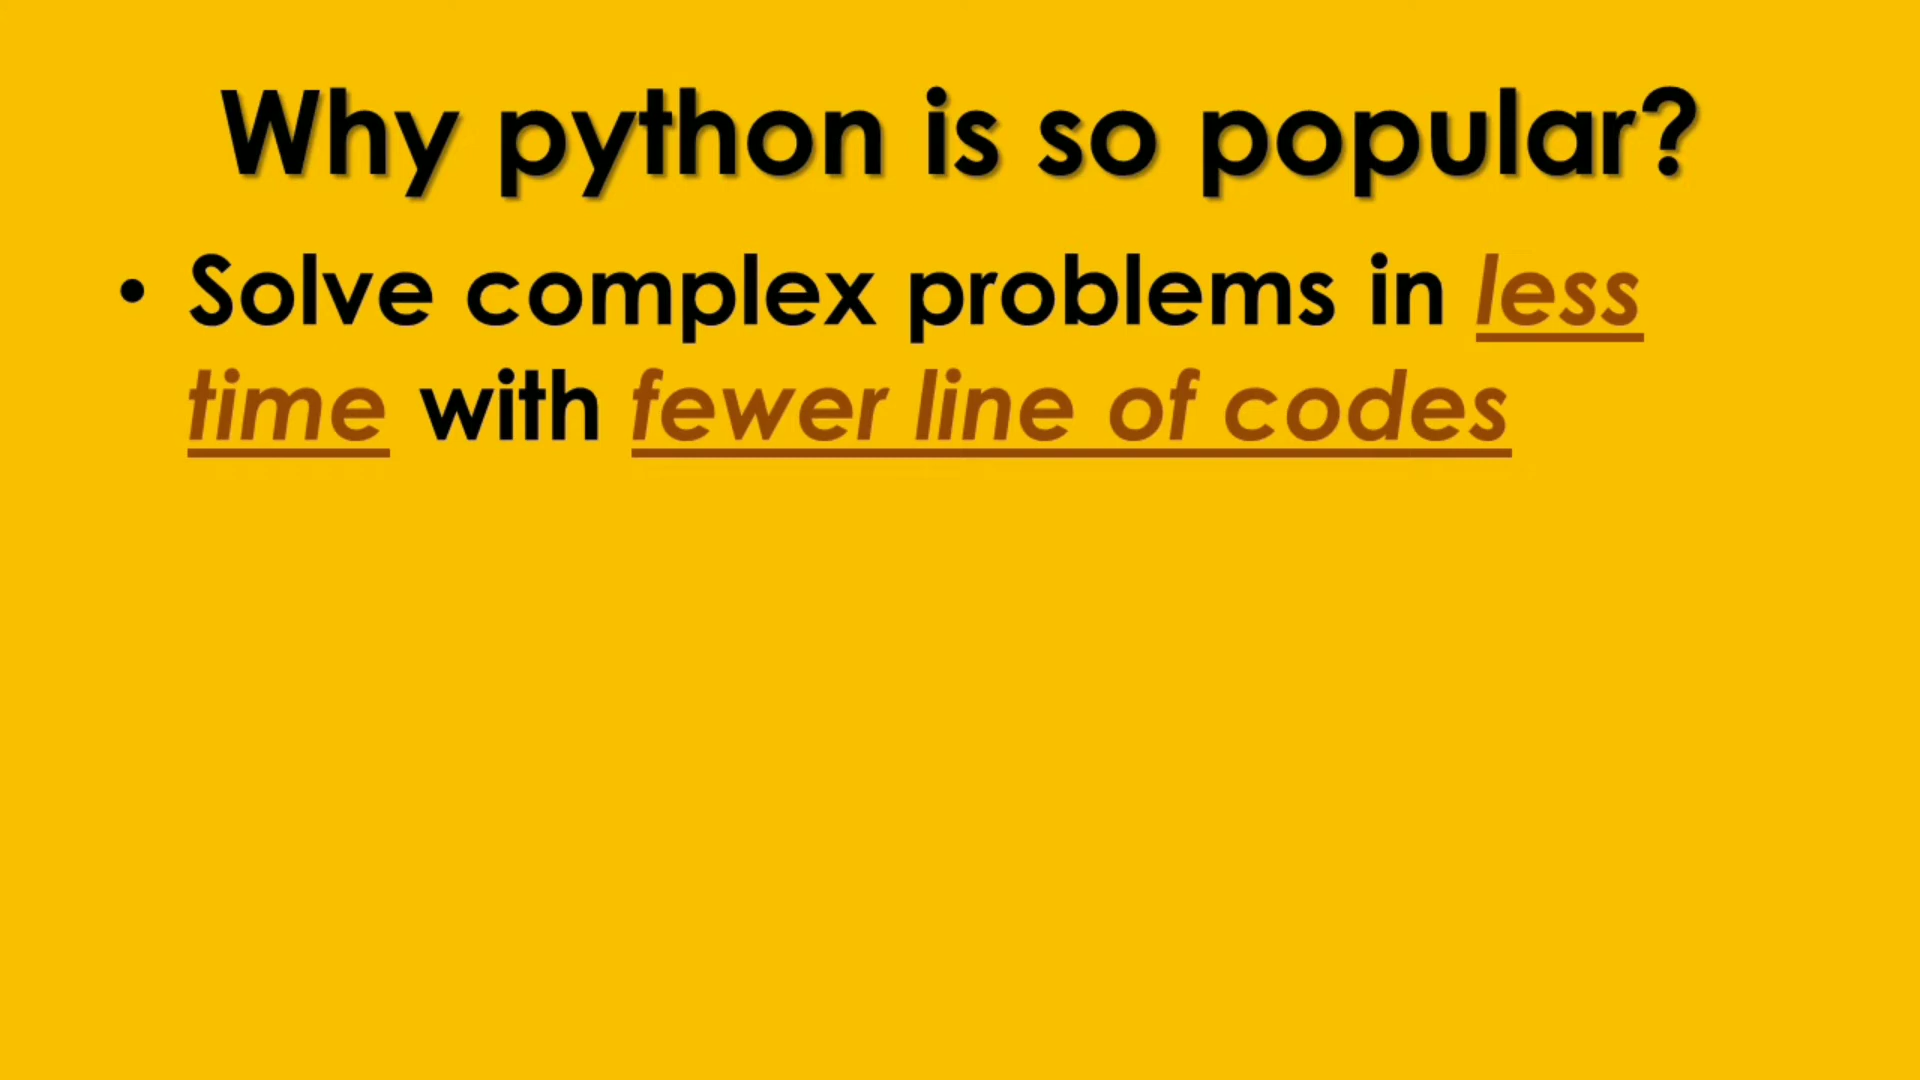 Why python is so popular?
• Solve complex problems in less
time with fewer line of codes